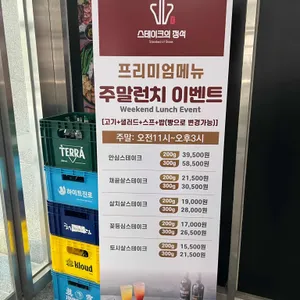 스테이크의 정석
프리미엄메뉴
주말런치 이벤트
Weekend Lunch Event
[고기+샐러드+스프+밥(빵으로 변경가능)]
주말: 오전11시~오후3시
안심스테이크 200g 39,500원
300g 58,500원
채끝살스테이크 200g 21,500원
300g 30,500원
살치살스테이크 200g 19,000원
300g 28,000원
꽃등심스테이크 200g 17,000원
300g 26,500원
토시살스테이크 200g 15,500원
300g 21,500원
TERRA
하이트진로
kloud